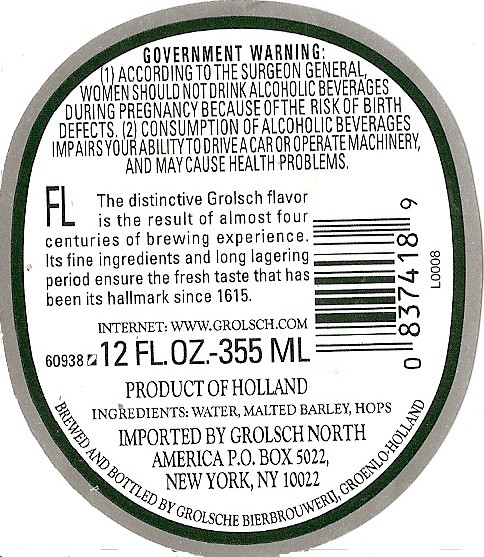 GOVERNMENT WARNING:
(1) ACCORDING TO THE SURGEON GENERAL,
WOMEN SHOULD NOT DRINK ALCOHOLIC BEVERAGES
DURING PREGNANCY BECAUSE OF THE RISK OF BIRTH
DEFECTS. (2) CONSUMPTION OF ALCOHOLIC BEVERAGES
IMPAIRS YOUR ABILITY TO DRIVE A CAR OR OPERATE MACHINERY,
AND MAY CAUSE HEALTH PROBLEMS.
FL
The distinctive Grolsch flavor
is the result of almost four
centuries of brewing experience.
Its fine ingredients and long lagering
period ensure the fresh taste that has
been its hallmark since 1615.
INTERNET: WWW.GROLSCH.COM
60938 12 FL.OZ.-355 ML
0 837418 9
L0008
PRODUCT OF HOLLAND
INGREDIENTS: WATER, MALTED BARLEY, HOPS
IMPORTED BY GROLSCH NORTH
AMERICA P.O. BOX 5022,
NEW YORK, NY 10022
BREWED AND BOTTLED BY GROLSCHE BIERBROUWERIJ, GROENLO-HOLLAND